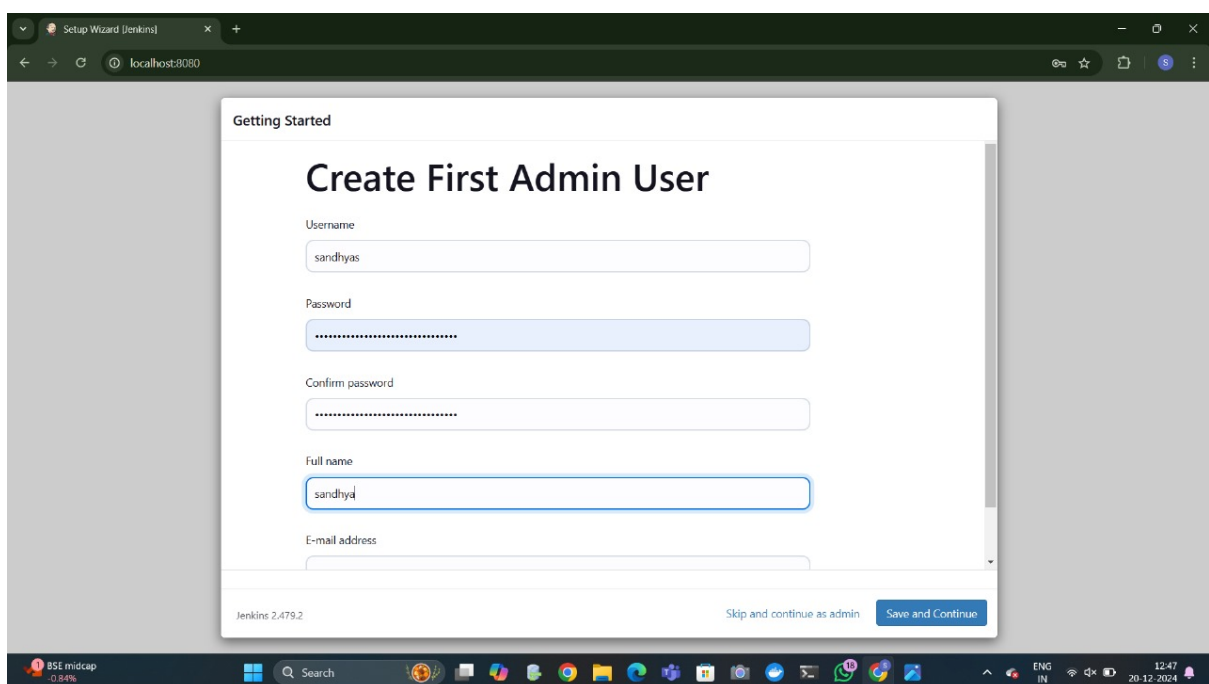 Setup Wizard [Jenkins]
localhost:8080
S
Getting Started
Create First Admin User
Username
sandhyas
Password
••••••••••••••••••••••••••••••••
Confirm password
••••••••••••••••••••••••••••••••
Full name
sandhya
E-mail address
Jenkins 2.479.2
Skip and continue as admin
Save and Continue
1
BSE midcap
-0.84%
Search
18
ENG
IN
12:47
20-12-2024